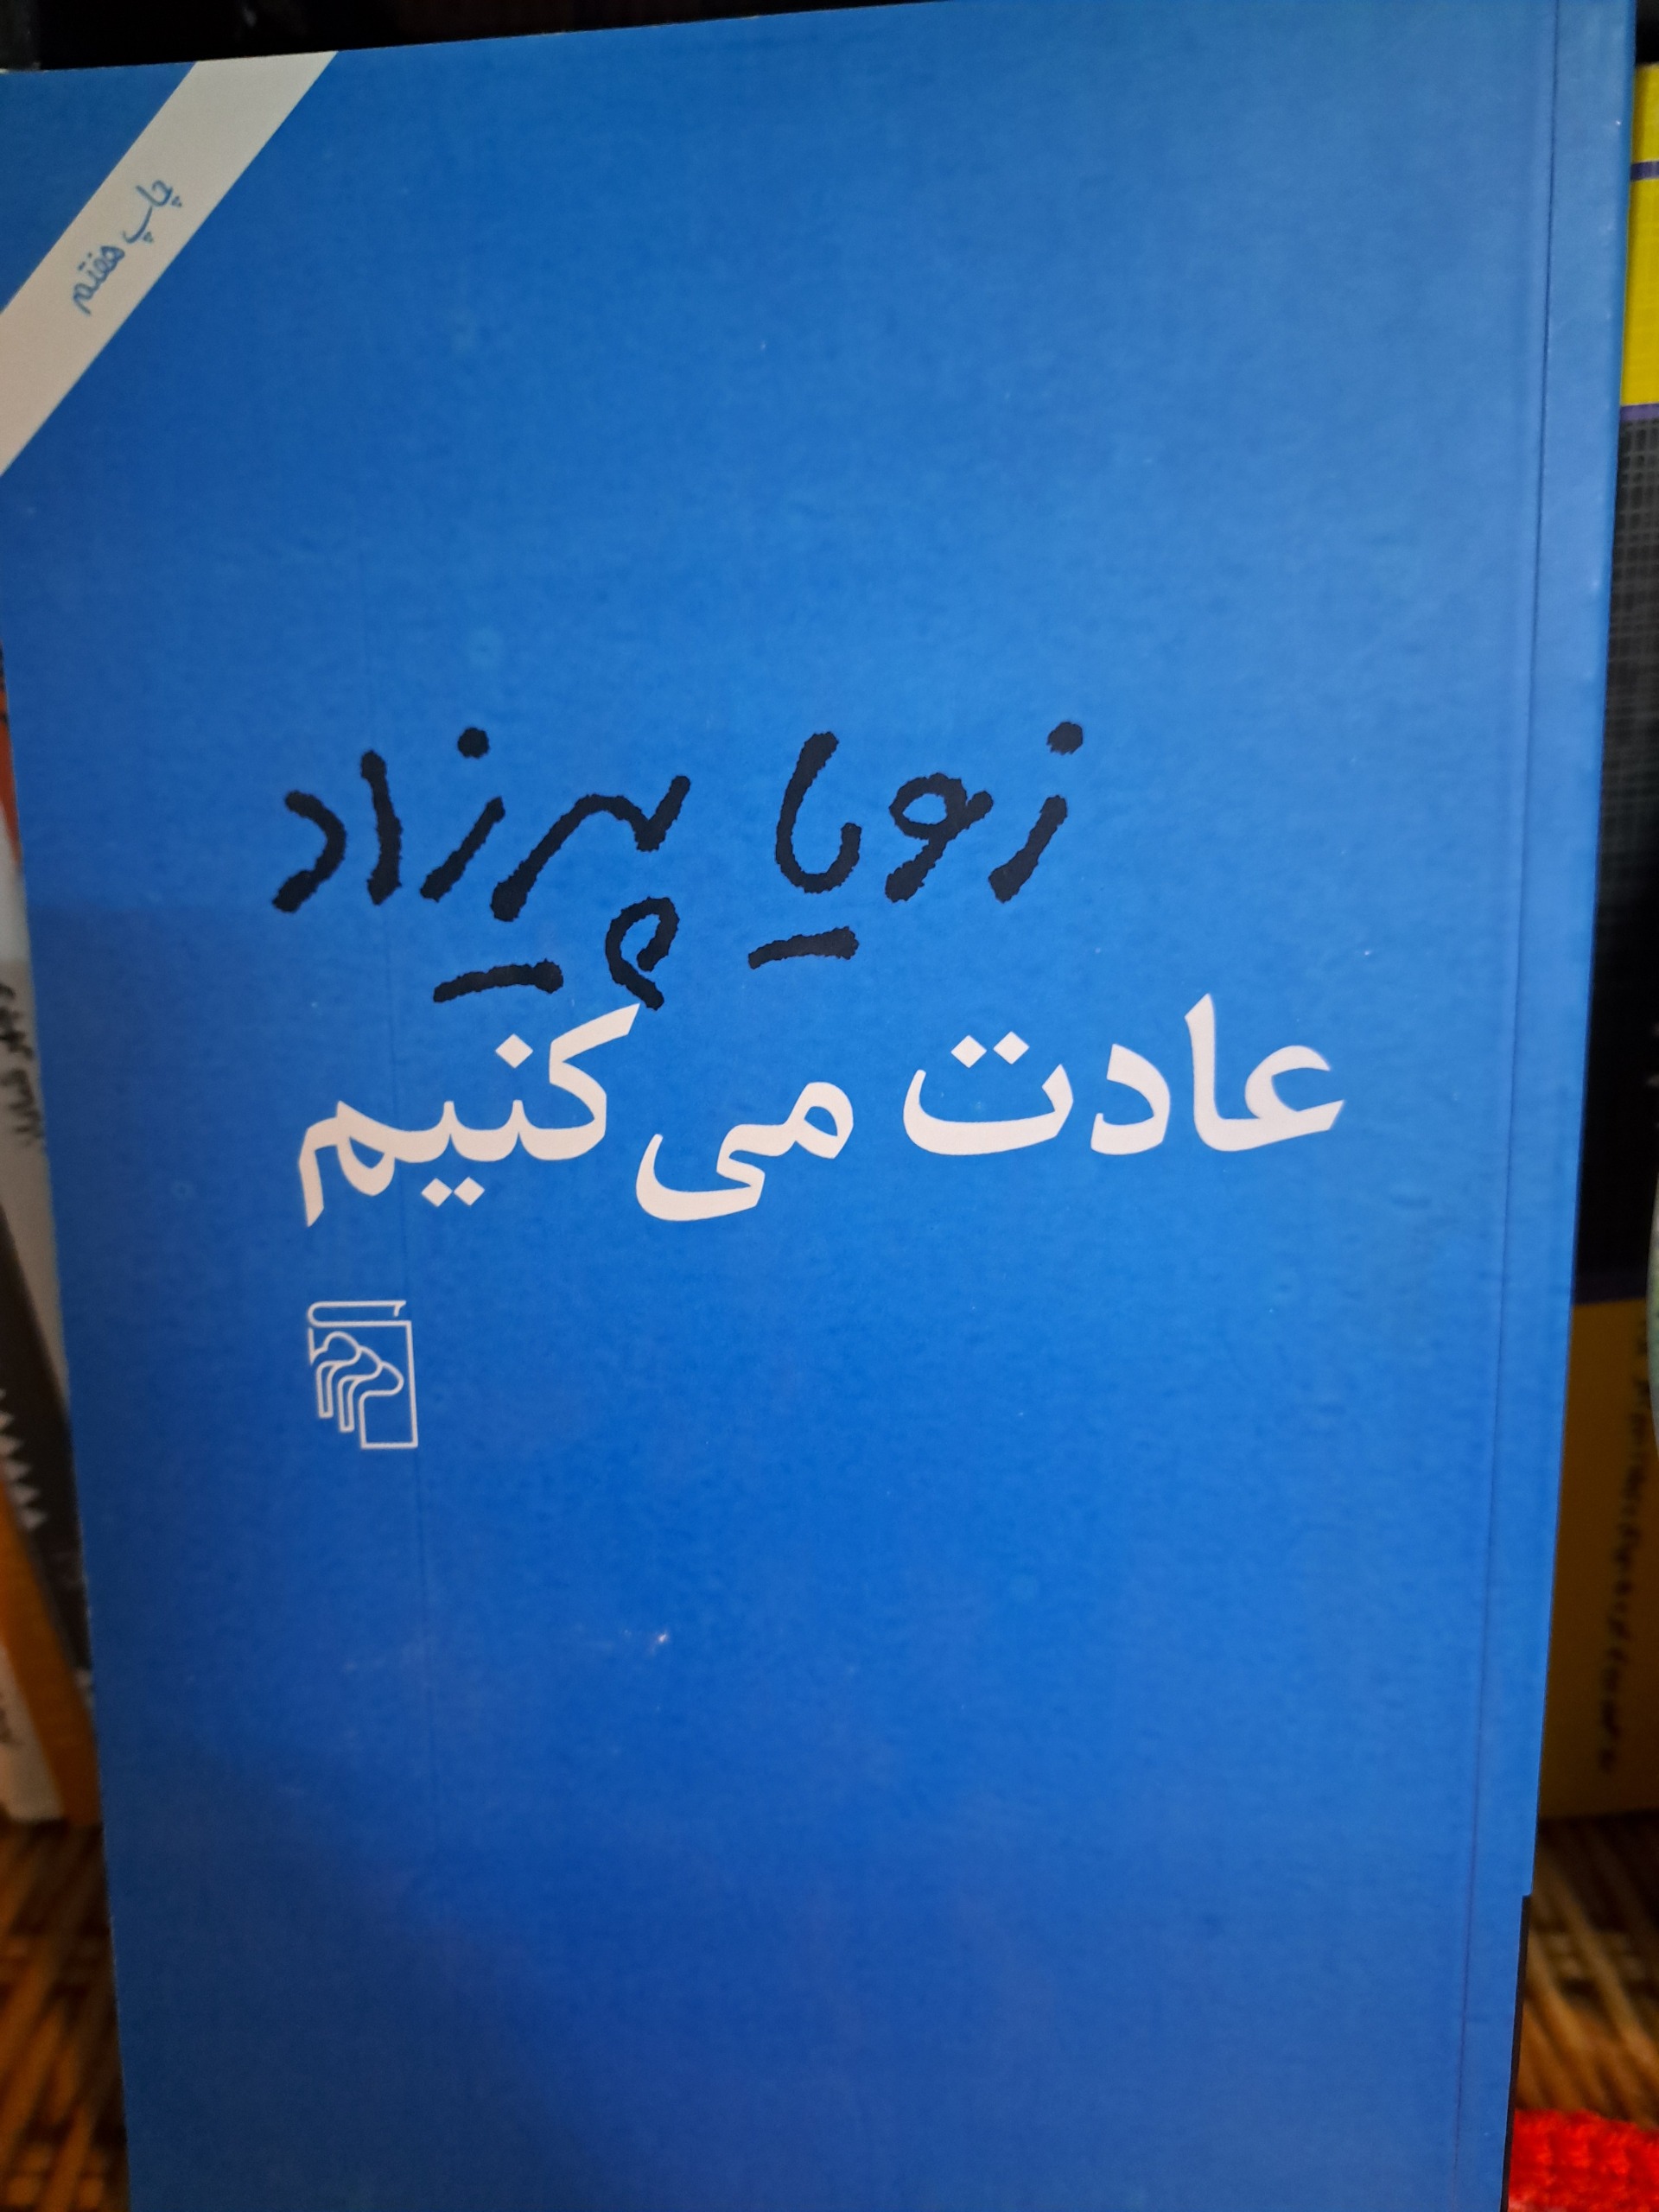 چاپ هفتم
زویا پیرزاد
عادت می‌کنیم